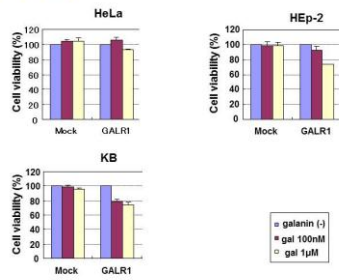 HeLa
Cell viability (%)
120
100
80
60
40
20
0
Mock
GALR1
HEp-2
Cell viability (%)
120
100
80
60
40
20
0
Mock
GALR1
KB
Cell viability (%)
100
80
60
40
20
0
Mock
GALR1
galanin (-)
gal 100nM
gal 1μM